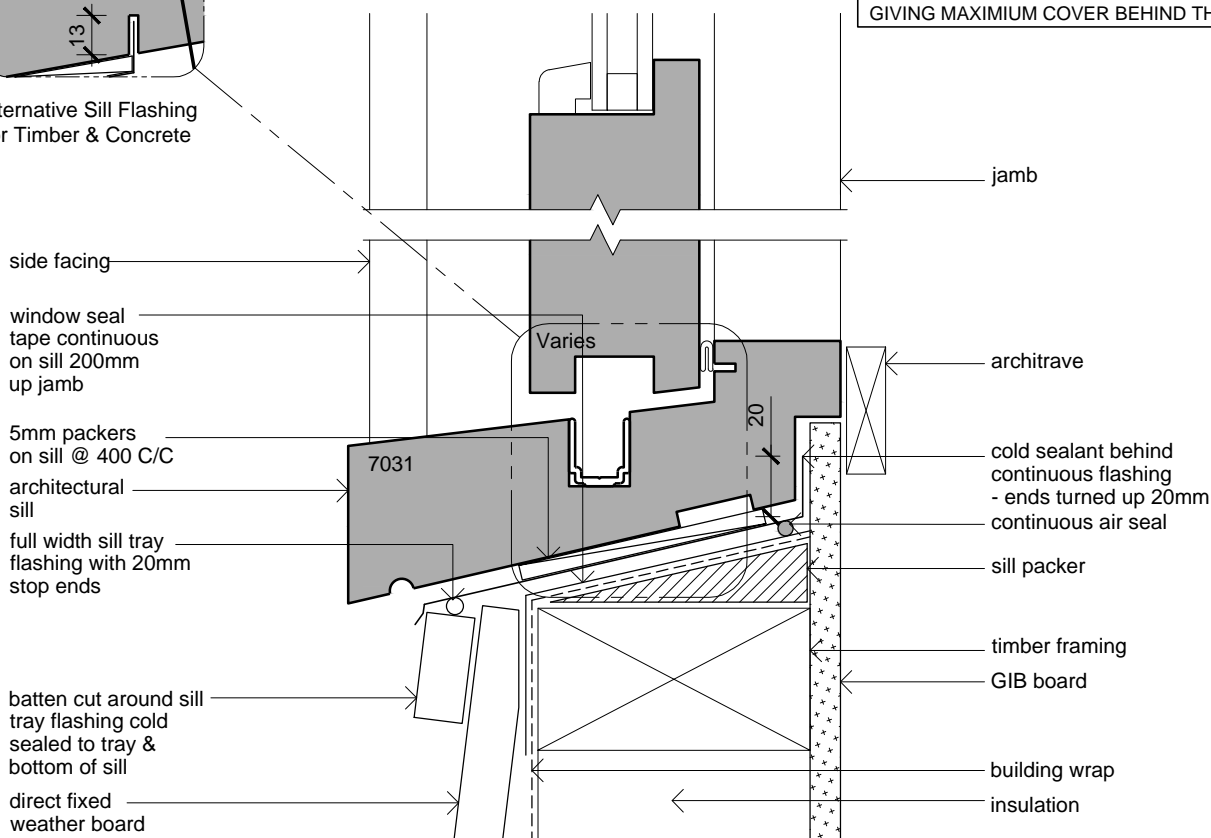 GIVING MAXIMIUM COVER BEHIND
13
Sill Flashing
Timber & Concrete
jamb
side facing
window seal
tape continuous
on sill 200mm
up jamb
Varies
architrave
5mm packers
on sill @ 400 C/C
7031
20
architectural
sill
cold sealant behind
continuous flashing
- ends turned up 20mm
continuous air seal
full width sill tray
flashing with 20mm
stop ends
sill packer
timber framing
GIB board
batten cut around sill
tray flashing cold
sealed to tray &
bottom of sill
building wrap
insulation
direct fixed
weather board